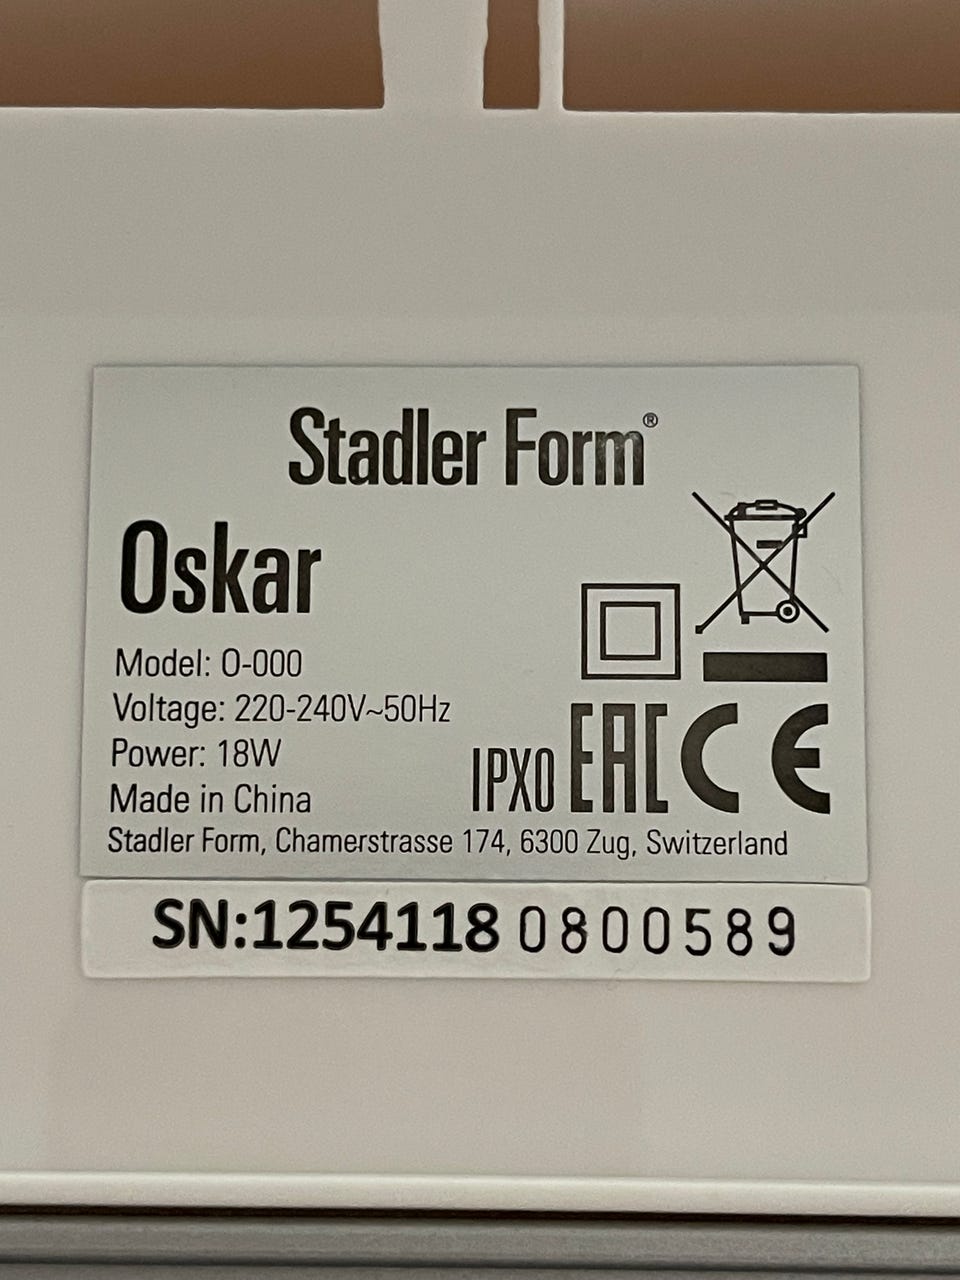 Stadler Form®
Oskar
Model: O-000
Voltage: 220-240V~50Hz
Power: 18W
Made in China
IPX0 EAC CE
Stadler Form, Chamerstrasse 174, 6300 Zug, Switzerland
SN:1254118 0800589